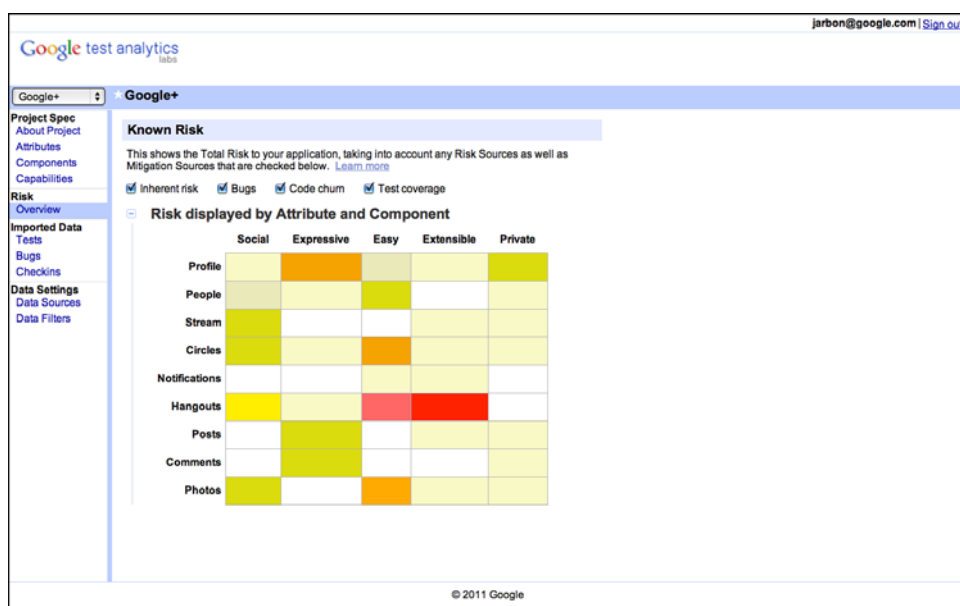 jarbon@google.com | Sign out
Google test analytics
labs
Google+
Google+
Project Spec
About Project
Attributes
Components
Capabilities
Risk
Overview
Imported Data
Tests
Bugs
Checkins
Data Settings
Data Sources
Data Filters
Known Risk
This shows the Total Risk to your application, taking into account any Risk Sources as well as
Mitigation Sources that are checked below. Learn more
Inherent risk Bugs Code churn Test coverage
Risk displayed by Attribute and Component
Social Expressive Easy Extensible Private
Profile
People
Stream
Circles
Notifications
Hangouts
Posts
Comments
Photos
© 2011 Google